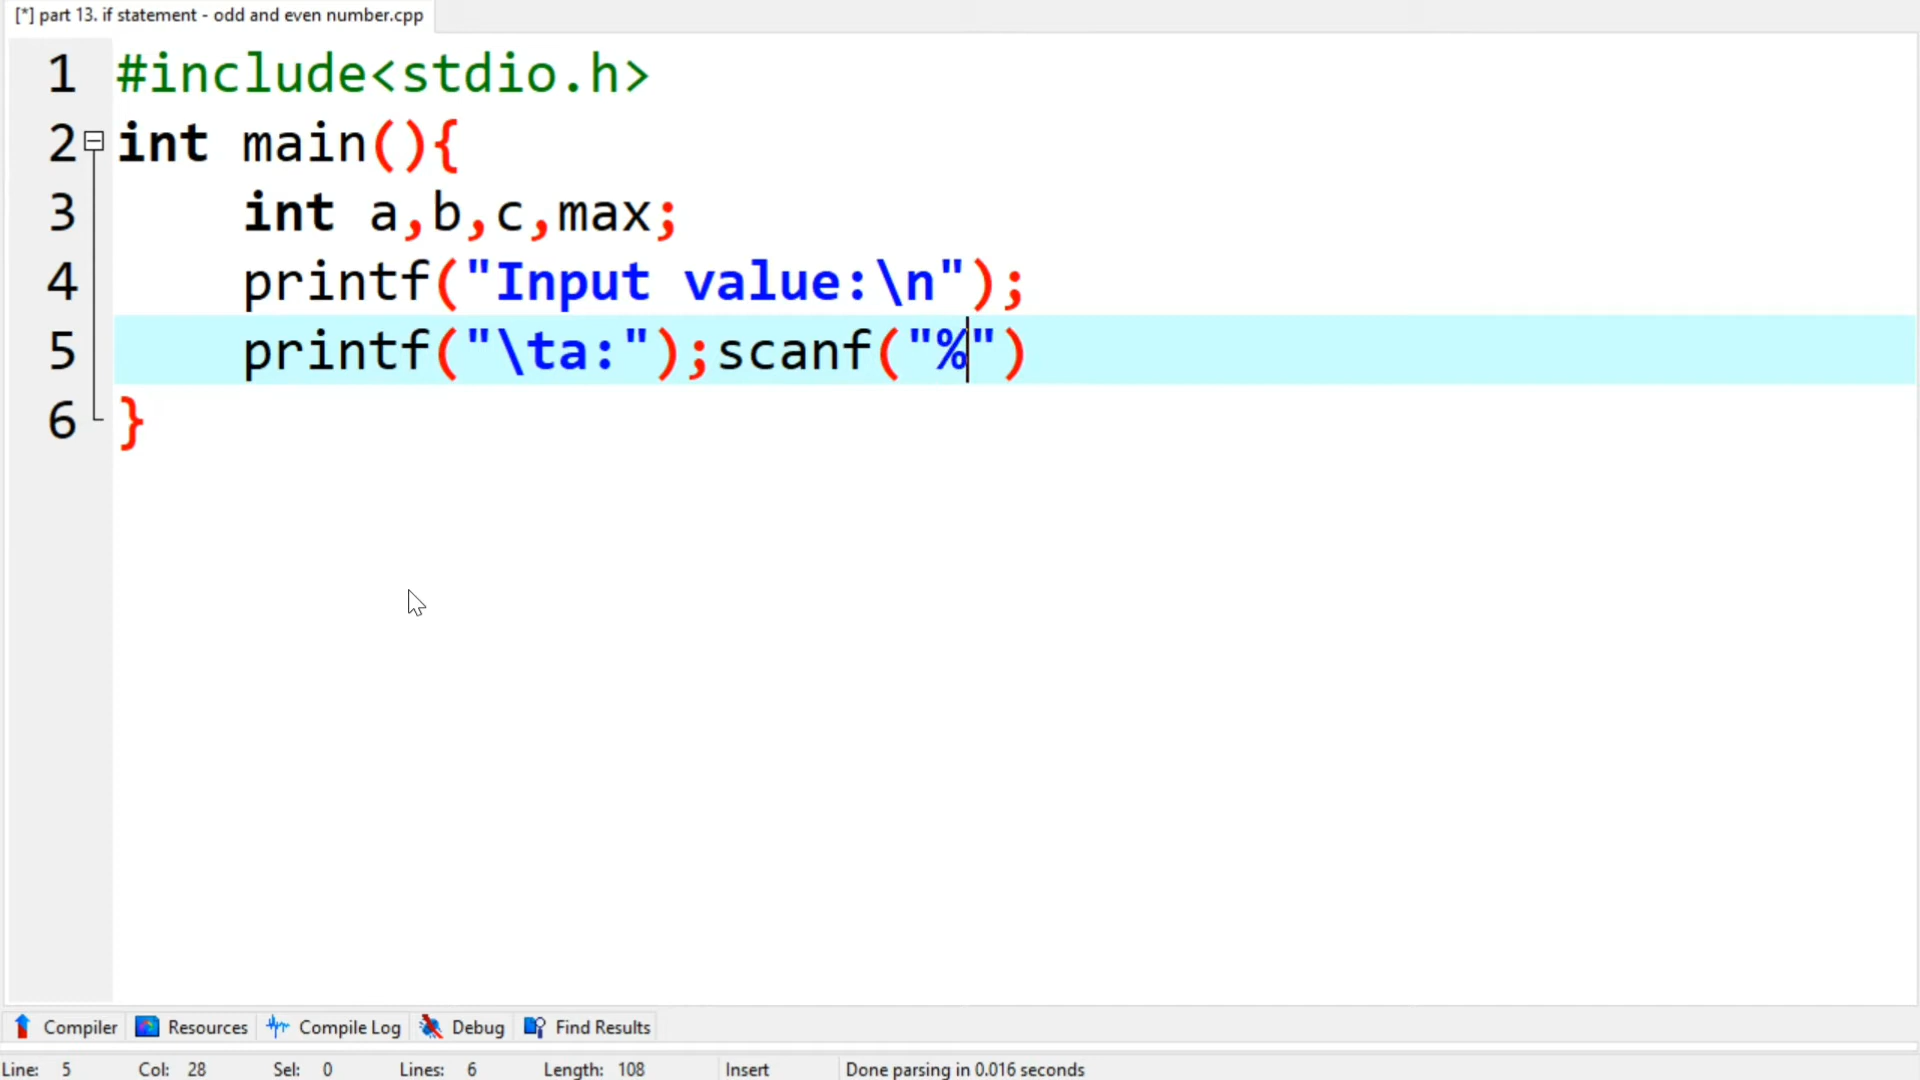 [*] part 13. if statement - odd and even number.cpp
1 #include<stdio.h>
2 int main(){
3 int a,b,c,max;
4 printf("Input value:\n");
5 printf("\ta:");scanf("%")
6 }
Compiler Resources Compile Log Debug Find Results
Line: 5 Col: 28 Sel: 0 Lines: 6 Length: 108 Insert Done parsing in 0.016 seconds